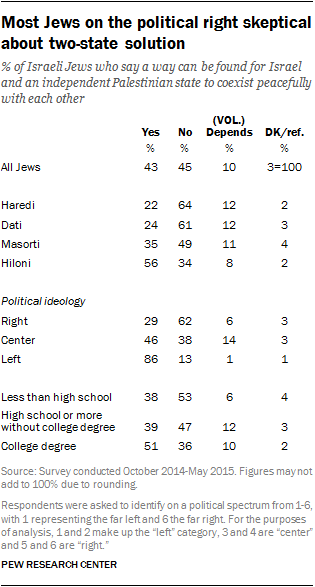 Most Jews on the political right skeptical
about two-state solution
% of Israeli Jews who say a way can be found for Israel
and an independent Palestinian state to coexist peacefully
with each other
(VOL.)
Yes No Depends DK/ref.
% % % %
All Jews 43 45 10 3=100
Haredi 22 64 12 2
Dati 24 61 12 3
Masorti 35 49 11 4
Hiloni 56 34 8 2
Political ideology
Right 29 62 6 3
Center 46 38 14 3
Left 86 13 1 1
Less than high school 38 53 6 4
High school or more
without college degree 39 47 12 3
College degree 51 36 10 2
Source: Survey conducted October 2014-May 2015. Figures may not
add to 100% due to rounding.
Respondents were asked to identify on a political spectrum from 1-6,
with 1 representing the far left and 6 the far right. For the purposes
of analysis, 1 and 2 make up the “left” category, 3 and 4 are “center”
and 5 and 6 are “right.”
PEW RESEARCH CENTER